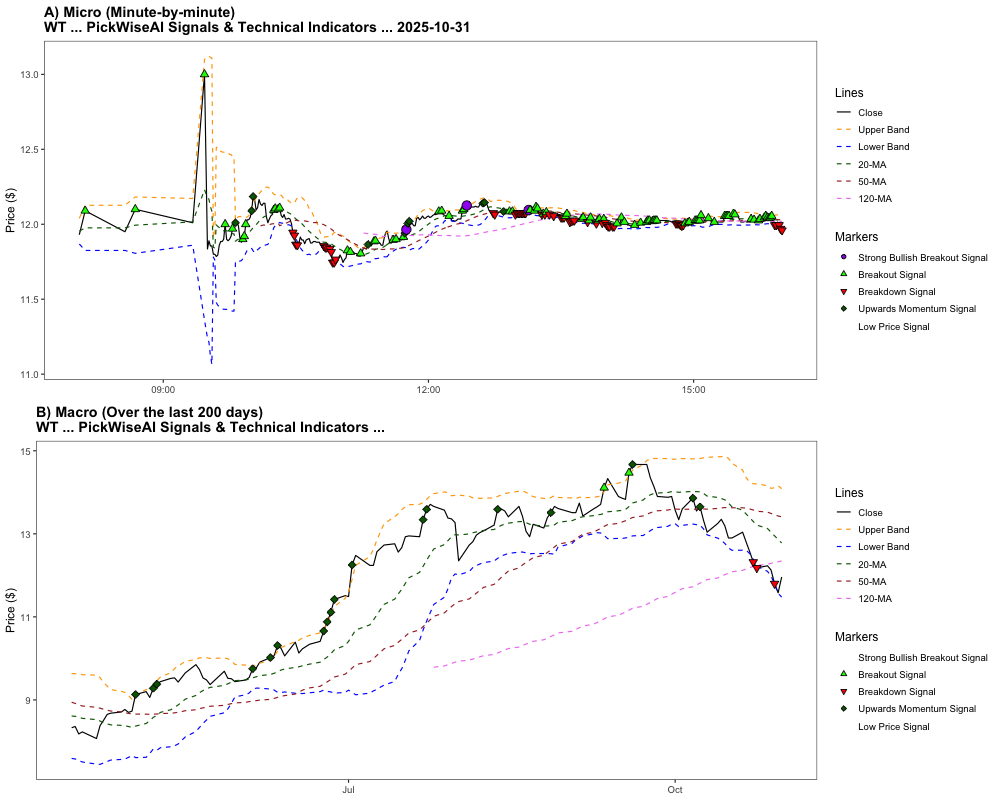 A) Micro (Minute-by-minute)
WT ... PickWiseAI Signals & Technical Indicators ... 2025-10-31
Price ($)
13.0
12.5
12.0
11.5
11.0
09:00
12:00
15:00
Lines
Close
Upper Band
Lower Band
20-MA
50-MA
120-MA
Markers
Strong Bullish Breakout Signal
Breakout Signal
Breakdown Signal
Upwards Momentum Signal
Low Price Signal
B) Macro (Over the last 200 days)
WT ... PickWiseAI Signals & Technical Indicators ...
Price ($)
15
13
11
9
Jul
Oct
Lines
Close
Upper Band
Lower Band
20-MA
50-MA
120-MA
Markers
Strong Bullish Breakout Signal
Breakout Signal
Breakdown Signal
Upwards Momentum Signal
Low Price Signal